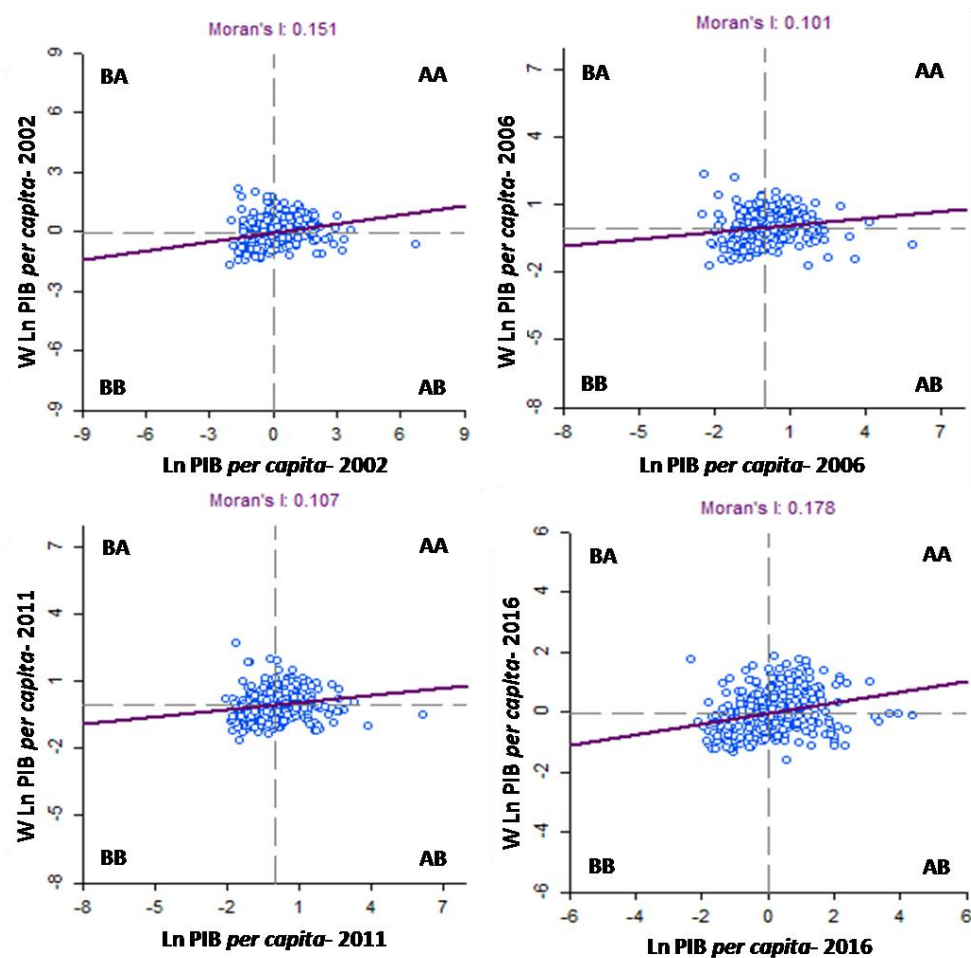 Moran's I: 0.151
BA
AA
BB
AB
W Ln PIB per capita- 2002
9
6
3
0
-3
-6
-9
-9 -6 -3 0 3 6 9
Ln PIB per capita- 2002
Moran's I: 0.101
BA
AA
BB
AB
W Ln PIB per capita- 2006
7
4
1
-2
-5
-8
-8 -5 -2 1 4 7
Ln PIB per capita- 2006
Moran's I: 0.107
BA
AA
BB
AB
W Ln PIB per capita- 2011
7
4
1
-2
-5
-8
-8 -5 -2 1 4 7
Ln PIB per capita- 2011
Moran's I: 0.178
BA
AA
BB
AB
W Ln PIB per capita- 2016
6
4
2
0
-2
-4
-6
-6 -4 -2 0 2 4 6
Ln PIB per capita- 2016